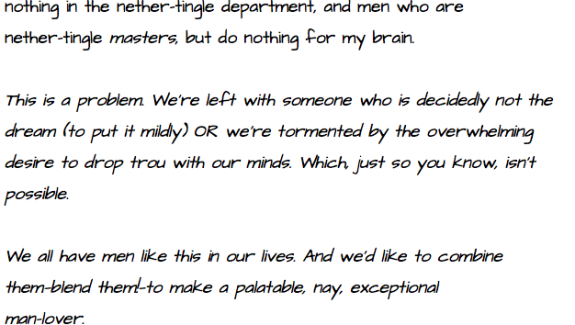 nothing in the nether-tingle department, and men who are
nether-tingle masters, but do nothing for my brain.
This is a problem. We're left with someone who is decidedly not the
dream (to put it mildly) OR we're tormented by the overwhelming
desire to drop trou with our minds. Which, just so you know, isn't
possible.
We all have men like this in our lives. And we'd like to combine
them-blend them!-to make a palatable, nay, exceptional
man-lover.